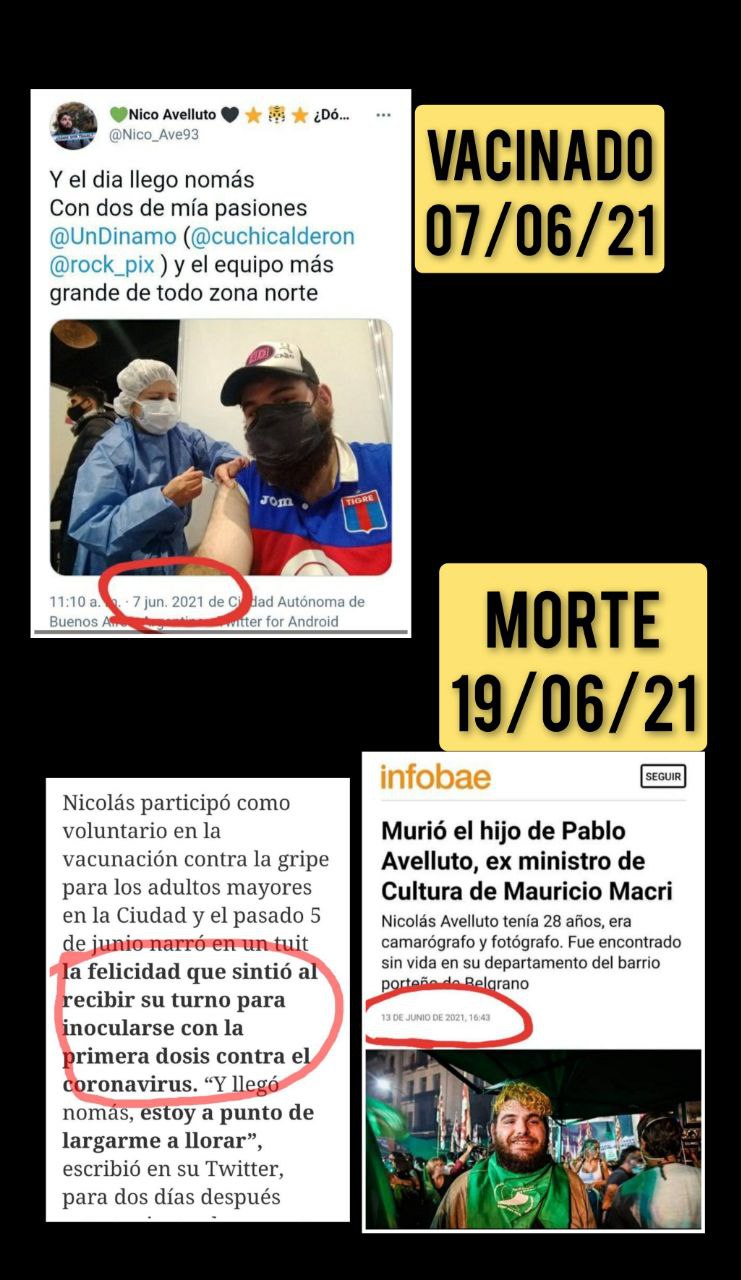 💚Nico Avelluto 🖤 ⭐ 🐯 ⭐ ¿Dó...
@Nico_Ave93
Y el dia llego nomás
Con dos de mía pasiones
@UnDinamo (@cuchicalderon
@rock_pix ) y el equipo más
grande de todo zona norte
JOM
TIGRE
11:10 a. m. · 7 jun. 2021 de Ciudad Autónoma de
Buenos Aires, Argentina · Twitter for Android
VACINADO
07/06/21
MORTE
19/06/21
Nicolás participó como
voluntario en la
vacunación contra la gripe
para los adultos mayores
en la Ciudad y el pasado 5
de junio narró en un tuit
la felicidad que sintió al
recibir su turno para
inocularse con la
primera dosis contra el
coronavirus. “Y llegó
nomás, estoy a punto de
largarme a llorar”,
escribió en su Twitter,
para dos días después
infobae
SEGUIR
Murió el hijo de Pablo
Avelluto, ex ministro de
Cultura de Mauricio Macri
Nicolás Avelluto tenía 28 años, era
camarógrafo y fotógrafo. Fue encontrado
sin vida en su departamento del barrio
porteño de Belgrano
13 DE JUNIO DE 2021, 16:43